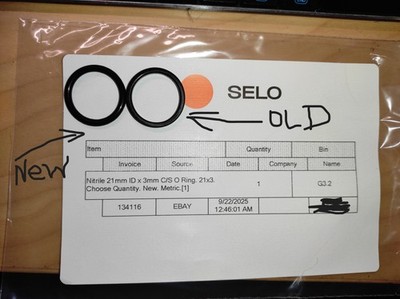 SELO
OLD
New
Item Quantity Bin
Invoice Source Date Company Name
Nitrile 21mm ID x 3mm C/S O Ring. 21x3. 1 G3.2
Choose Quantity. New. Metric.[1]
134116 EBAY 9/22/2025
12:46:01 AM